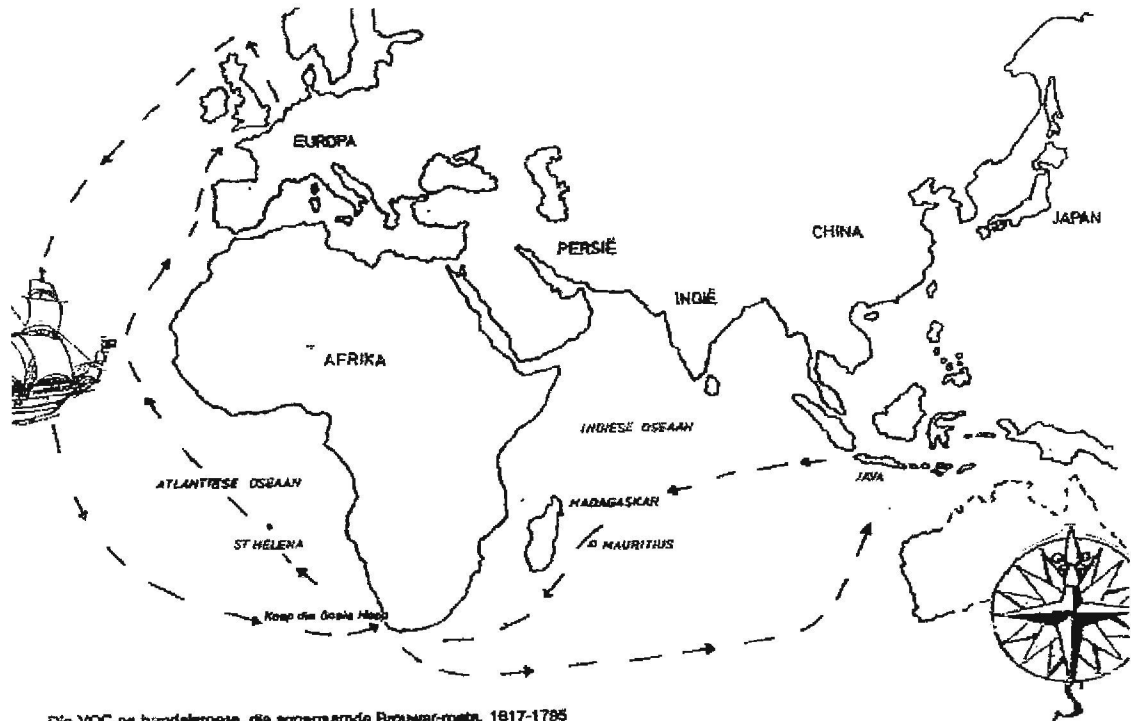 EUROPA
PERSIË
CHINA
JAPAN
INDIË
AFRIKA
INDIESE OSEAAN
ATLANTIESE OSEAAN
JAVA
MADAGASKAR
ST HELENA
MAURITIUS
Kaap die Goeie Hoop
Die VOC se handelsroete, die sogenaamde Brouwer-roete, 1617-1795